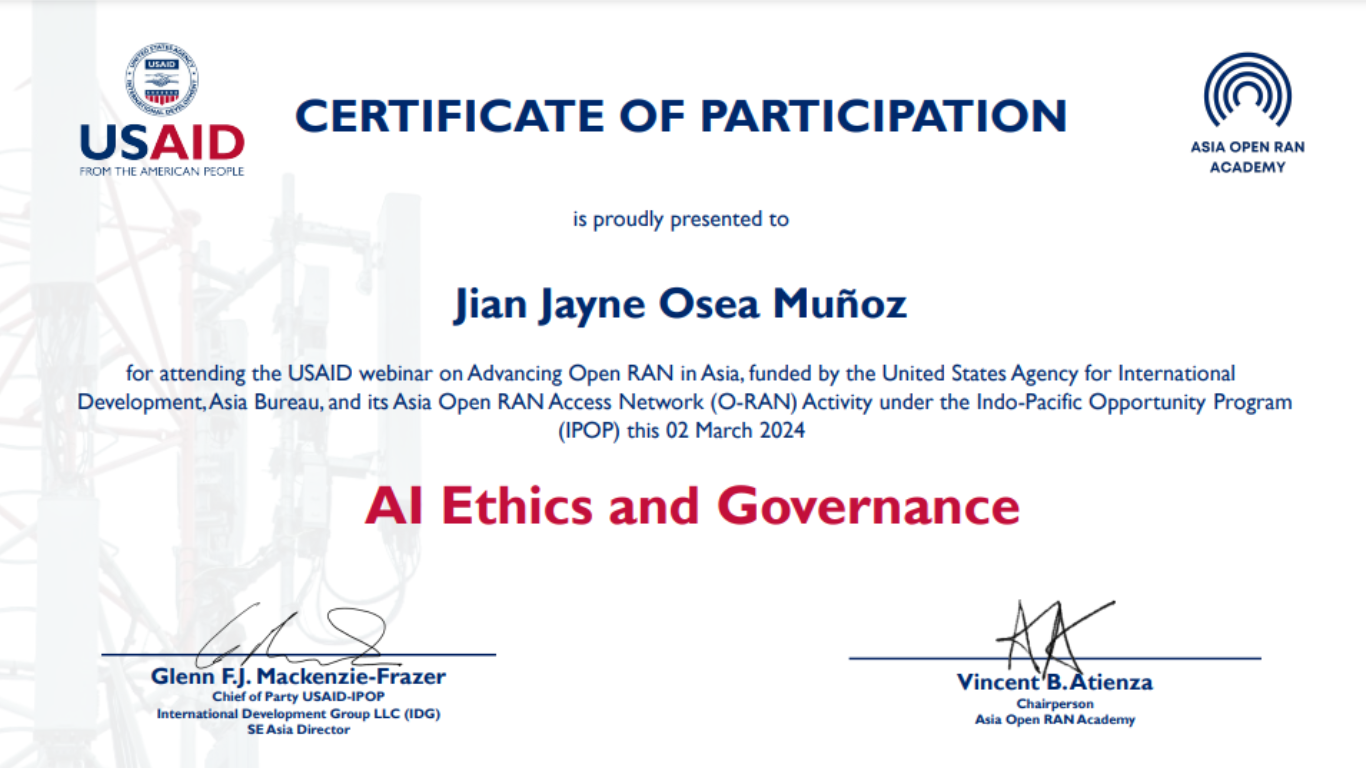 UNITED STATES AGENCY
USAID
INTERNATIONAL DEVELOPMENT
USAID
FROM THE AMERICAN PEOPLE
CERTIFICATE OF PARTICIPATION
ASIA OPEN RAN
ACADEMY
is proudly presented to
Jian Jayne Osea Muñoz
for attending the USAID webinar on Advancing Open RAN in Asia, funded by the United States Agency for International
Development, Asia Bureau, and its Asia Open RAN Access Network (O-RAN) Activity under the Indo-Pacific Opportunity Program
(IPOP) this 02 March 2024
AI Ethics and Governance
Glenn F.J. Mackenzie-Frazer
Chief of Party USAID-IPOP
International Development Group LLC (IDG)
SE Asia Director
Vincent B. Atienza
Chairperson
Asia Open RAN Academy